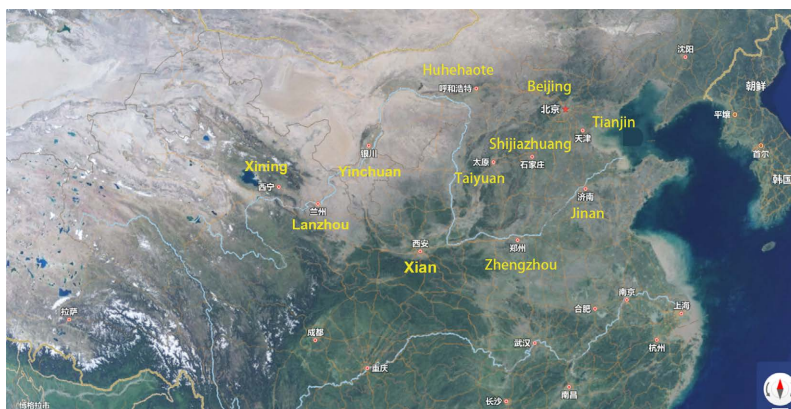 沈阳
Huhehaote
呼和浩特
Beijing
北京
朝鲜
平壤
Tianjin
天津
银川
Yinchuan
Shijiazhuang
石家庄
太原
Taiyuan
首尔
韩国
Xining
西宁
兰州
Lanzhou
济南
Jinan
西安
Xian
郑州
Zhengzhou
拉萨
成都
重庆
合肥
南京
上海
武汉
杭州
南昌
长沙